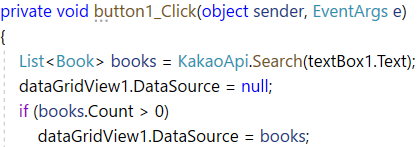 private void button1_Click(object sender, EventArgs e)
{
List<Book> books = KakaoApi.Search(textBox1.Text);
dataGridView1.DataSource = null;
if (books.Count > 0)
dataGridView1.DataSource = books;